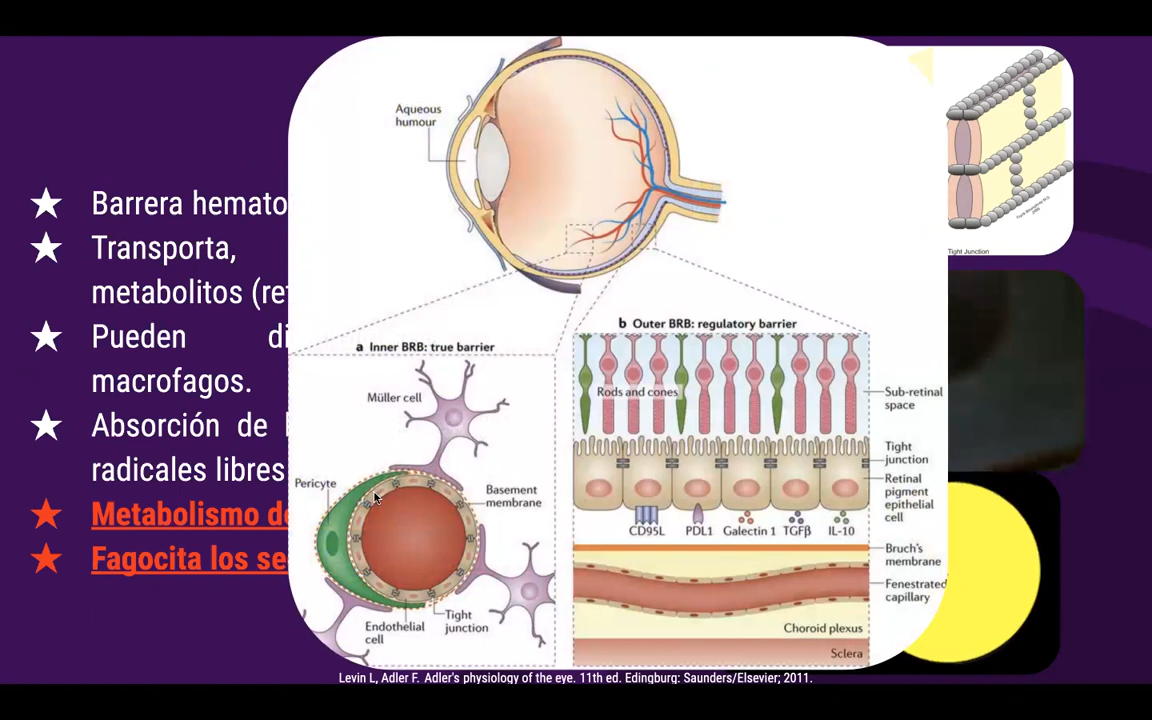 Barrera hemato
Transporta,
metabolitos (re
Pueden di
macrofagos.
Absorción de
radicales libres
Metabolismo d
Fagocita los se
Aqueous
humour
a Inner BRB: true barrier
Müller cell
Pericyte
Basement
membrane
Endothelial
cell
Tight
junction
b Outer BRB: regulatory barrier
Rods and cones
Sub-retinal
space
Tight
junction
Retinal
pigment
epithelial
cell
CD95L PDL1 Galectin 1 TGFβ IL-10
Bruch's
membrane
Fenestrated
capillary
Choroid plexus
Sclera
Tight Junction
Levin L, Adler F. Adler's physiology of the eye. 11th ed. Edingburg: Saunders/Elsevier; 2011.